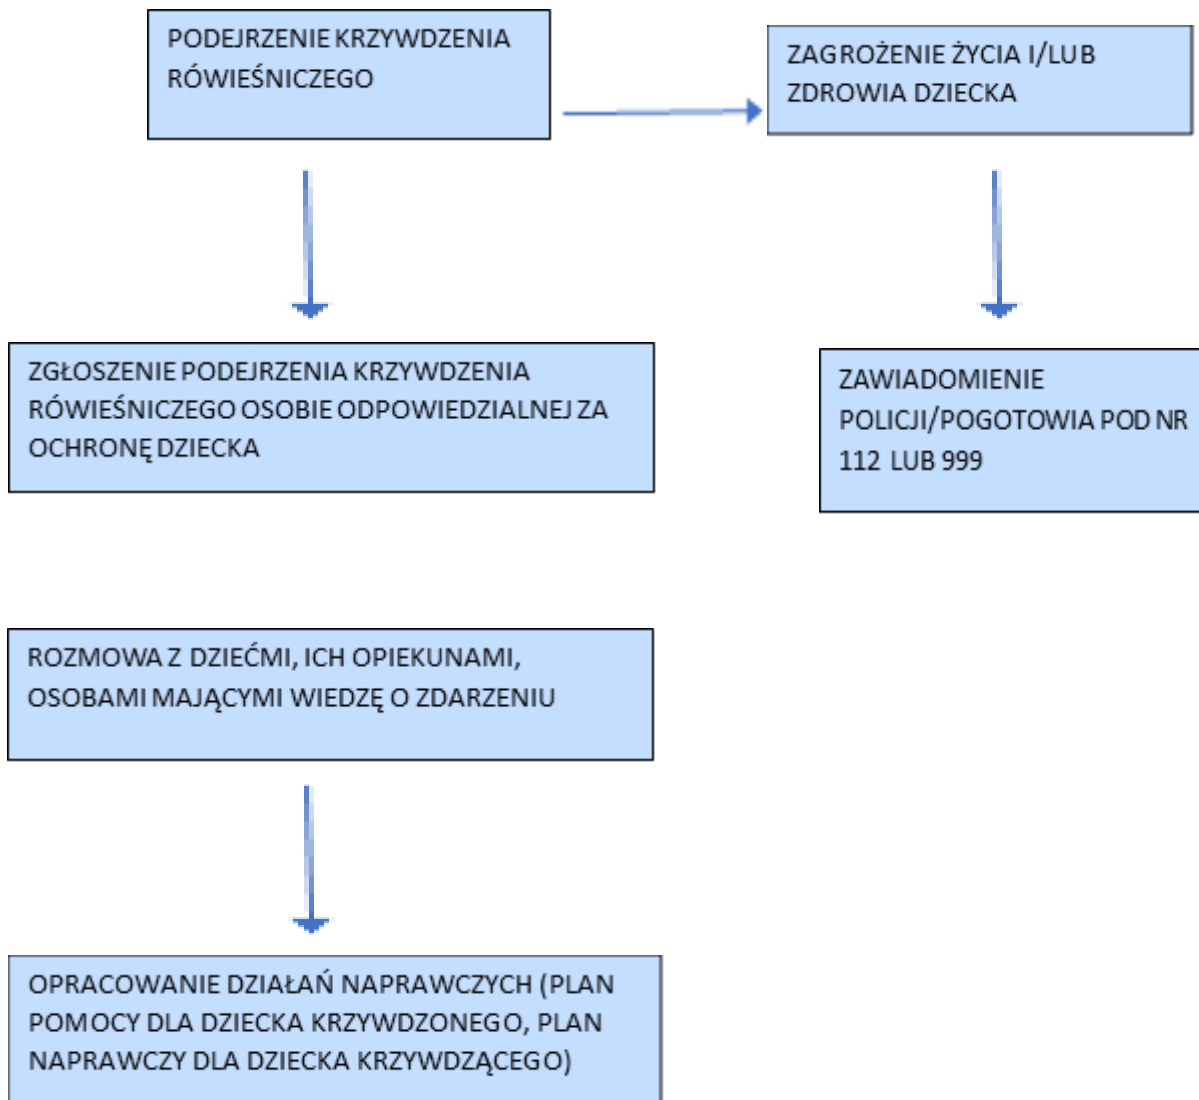 PODEJRZENIE KRZYWDZENIA
RÓWIEŚNICZEGO
ZAGROŻENIE ŻYCIA I/LUB
ZDROWIA DZIECKA
ZGŁOSZENIE PODEJRZENIA KRZYWDZENIA
RÓWIEŚNICZEGO OSOBIE ODPOWIEDZIALNEJ ZA
OCHRONĘ DZIECKA
ZAWIADOMIENIE
POLICJI/POGOTOWIA POD NR
112 LUB 999
ROZMOWA Z DZIEĆMI, ICH OPIEKUNAMI,
OSOBAMI MAJĄCYMI WIEDZĘ O ZDARZENIU
OPRACOWANIE DZIAŁAŃ NAPRAWCZYCH (PLAN
POMOCY DLA DZIECKA KRZYWDZONEGO, PLAN
NAPRAWCZY DLA DZIECKA KRZYWDZĄCEGO)